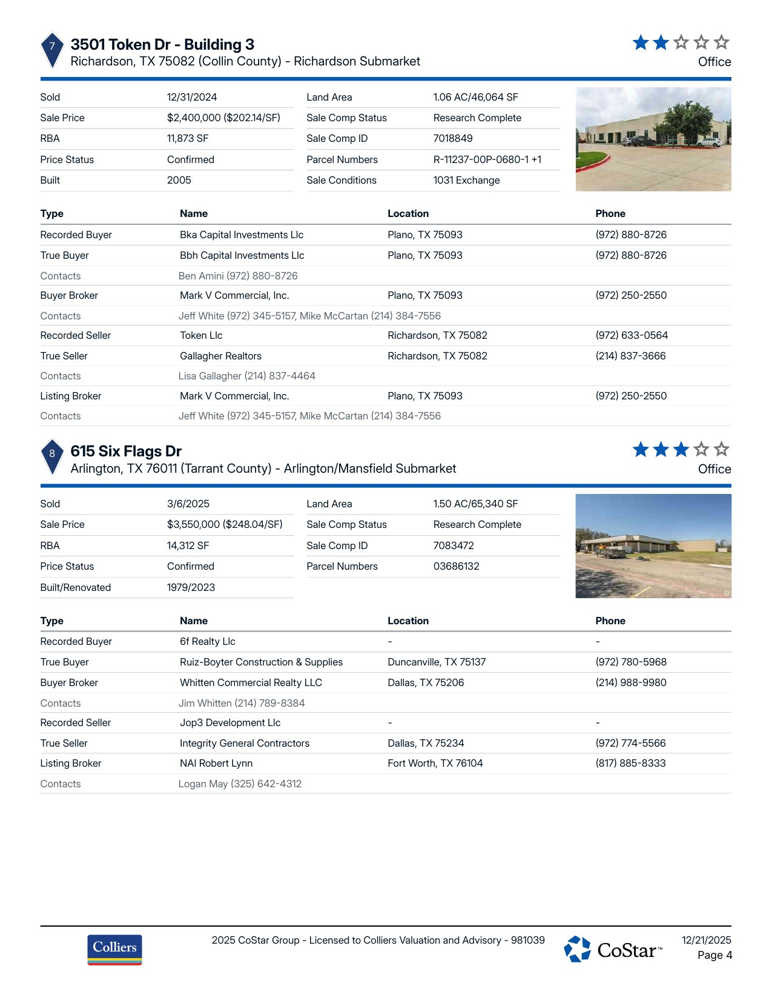 7
3501 Token Dr - Building 3
Richardson, TX 75082 (Collin County) - Richardson Submarket
Office
Sold 12/31/2024 Land Area 1.06 AC/46,064 SF
Sale Price $2,400,000 ($202.14/SF) Sale Comp Status Research Complete
RBA 11,873 SF Sale Comp ID 7018849
Price Status Confirmed Parcel Numbers R-11237-00P-0680-1 +1
Built 2005 Sale Conditions 1031 Exchange
Type Name Location Phone
Recorded Buyer Bka Capital Investments Llc Plano, TX 75093 (972) 880-8726
True Buyer Bbh Capital Investments Llc Plano, TX 75093 (972) 880-8726
Contacts Ben Amini (972) 880-8726
Buyer Broker Mark V Commercial, Inc. Plano, TX 75093 (972) 250-2550
Contacts Jeff White (972) 345-5157, Mike McCartan (214) 384-7556
Recorded Seller Token Llc Richardson, TX 75082 (972) 633-0564
True Seller Gallagher Realtors Richardson, TX 75082 (214) 837-3666
Contacts Lisa Gallagher (214) 837-4464
Listing Broker Mark V Commercial, Inc. Plano, TX 75093 (972) 250-2550
Contacts Jeff White (972) 345-5157, Mike McCartan (214) 384-7556
8
615 Six Flags Dr
Arlington, TX 76011 (Tarrant County) - Arlington/Mansfield Submarket
Office
Sold 3/6/2025 Land Area 1.50 AC/65,340 SF
Sale Price $3,550,000 ($248.04/SF) Sale Comp Status Research Complete
RBA 14,312 SF Sale Comp ID 7083472
Price Status Confirmed Parcel Numbers 03686132
Built/Renovated 1979/2023
Type Name Location Phone
Recorded Buyer 6f Realty Llc - -
True Buyer Ruiz-Boyter Construction & Supplies Duncanville, TX 75137 (972) 780-5968
Buyer Broker Whitten Commercial Realty LLC Dallas, TX 75206 (214) 988-9980
Contacts Jim Whitten (214) 789-8384
Recorded Seller Jop3 Development Llc - -
True Seller Integrity General Contractors Dallas, TX 75234 (972) 774-5566
Listing Broker NAI Robert Lynn Fort Worth, TX 76104 (817) 885-8333
Contacts Logan May (325) 642-4312
Colliers
2025 CoStar Group - Licensed to Colliers Valuation and Advisory - 981039
CoStar™
12/21/2025
Page 4